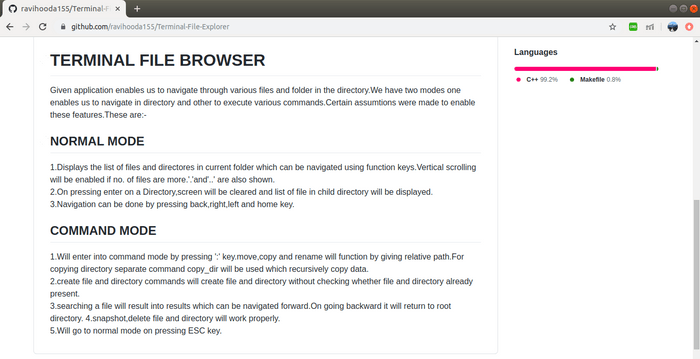 ravihooda155/Terminal-F
github.com/ravihooda155/Terminal-File-Explorer
TERMINAL FILE BROWSER
Given application enables us to navigate through various files and folder in the directory.We have two modes one
enables us to navigate in directory and other to execute various commands.Certain assumtions were made to enable
these features.These are:-
NORMAL MODE
1.Displays the list of files and directores in current folder which can be navigated using function keys.Vertical scrolling
will be enabled if no. of files are more.'.'and'..' are also shown.
2.On pressing enter on a Directory,screen will be cleared and list of file in child directory will be displayed.
3.Navigation can be done by pressing back,right,left and home key.
COMMAND MODE
1.Will enter into command mode by pressing ':' key.move,copy and rename will function by giving relative path.For
copying directory separate command copy_dir will be used which recursively copy data.
2.create file and directory commands will create file and directory without checking whether file and directory already
present.
3.searching a file will result into results which can be navigated forward.On going backward it will return to root
directory. 4.snapshot,delete file and directory will work properly.
5.Will go to normal mode on pressing ESC key.
Languages
C++ 99.2%
Makefile 0.8%